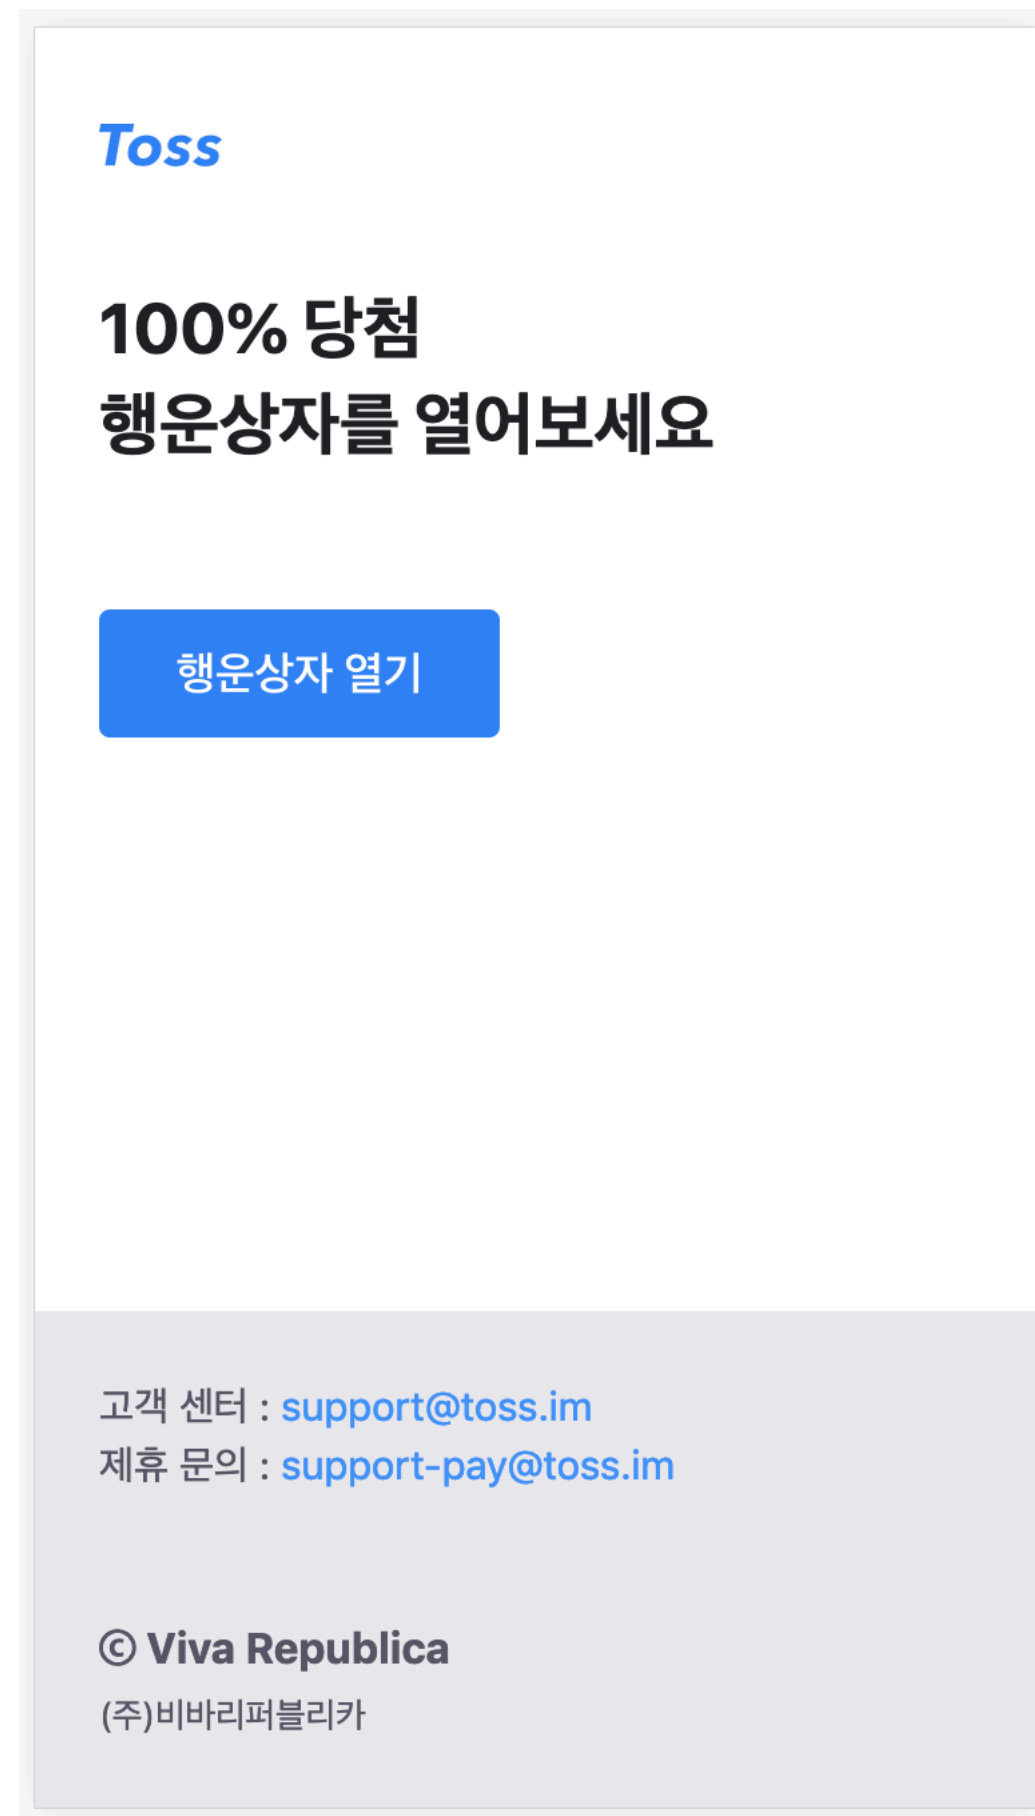 Toss
100% 당첨
행운상자를 열어보세요
행운상자 열기
고객 센터 : support@toss.im
제휴 문의 : support-pay@toss.im
© Viva Republica
(주)비바리퍼블리카